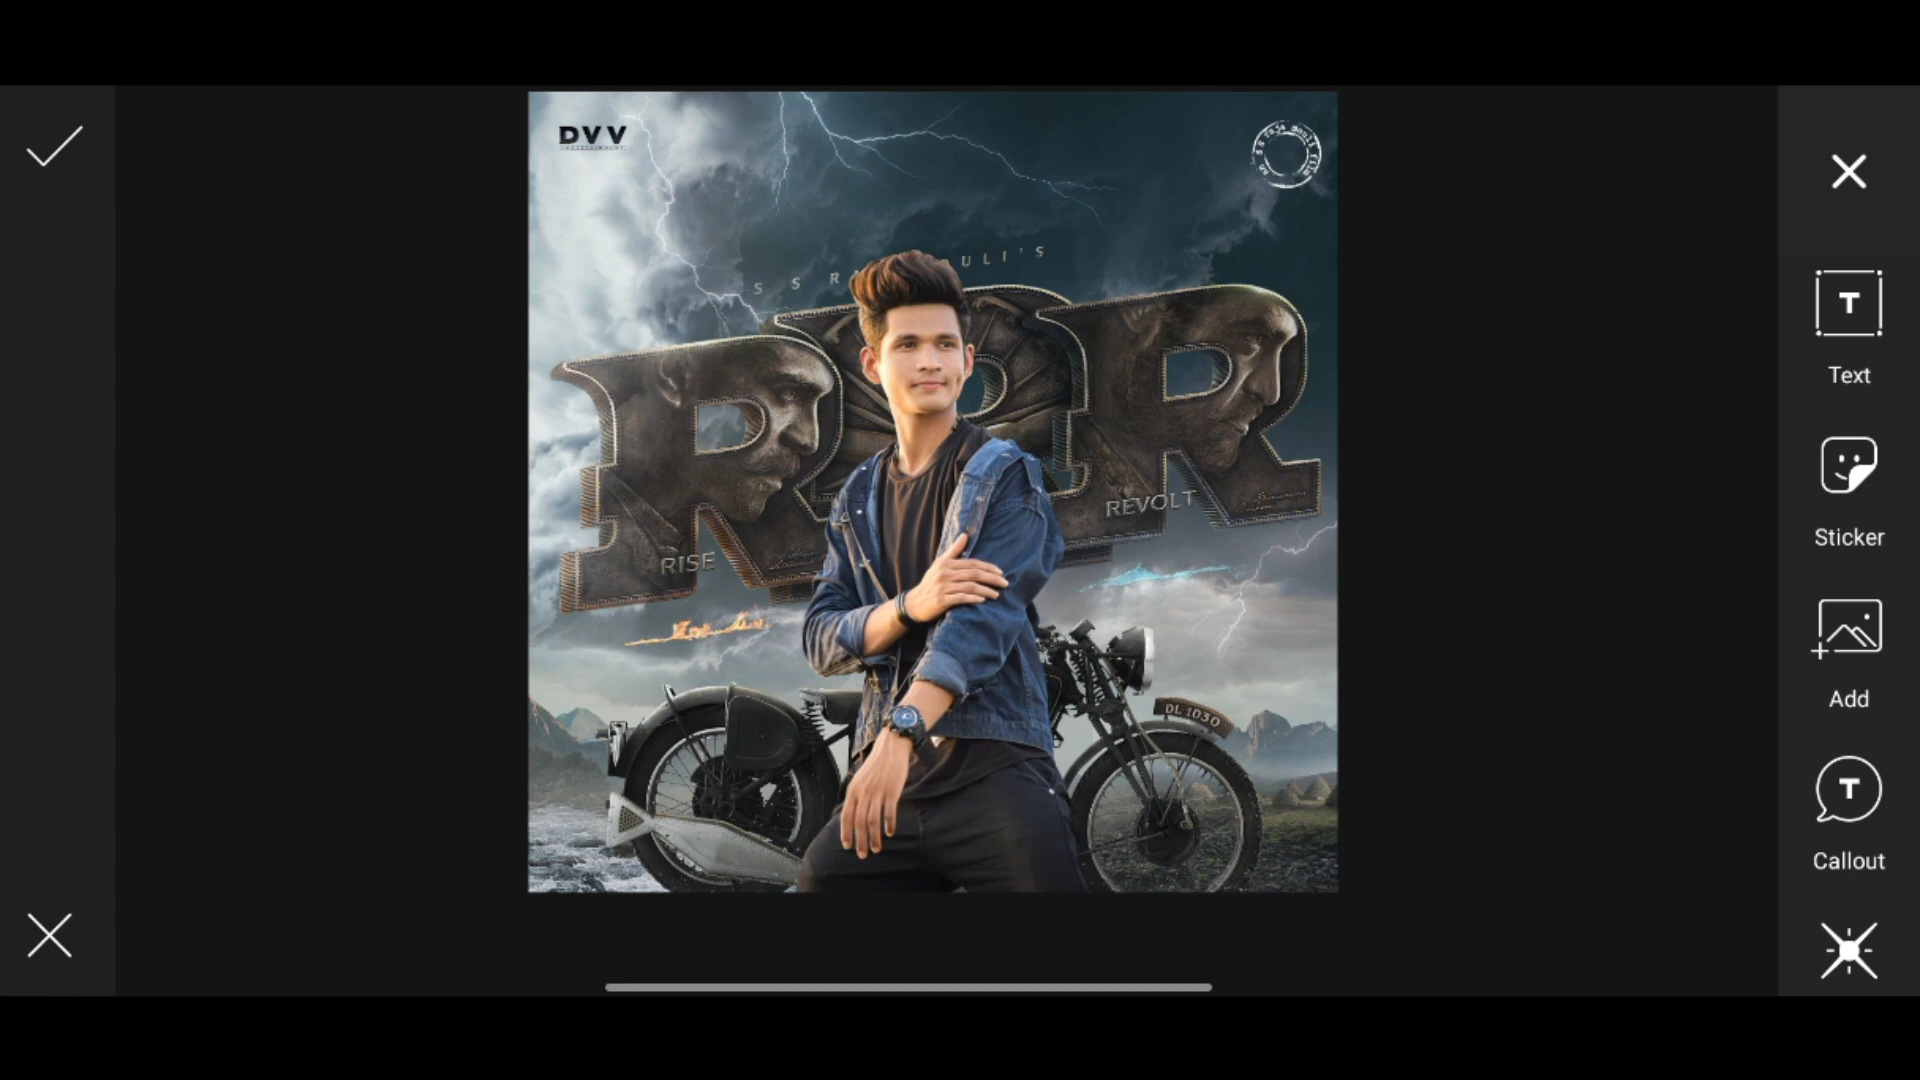 DVV
S S R ULI'S
RRR
RISE
REVOLT
DL 1030
T
Text
Sticker
Add
T
Callout